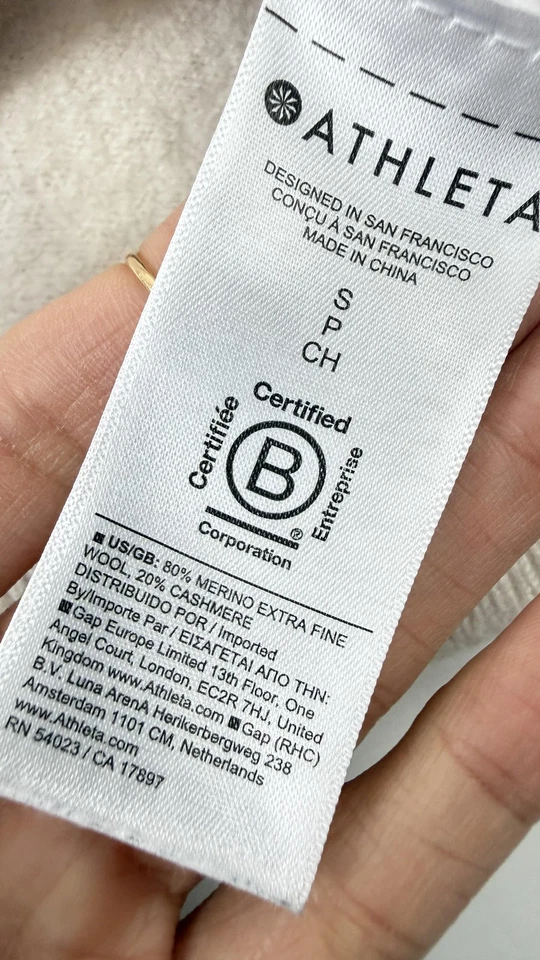 ATHLETA
DESIGNED IN SAN FRANCISCO
CONÇU À SAN FRANCISCO
MADE IN CHINA
S
P
CH
Certified
Certifiée
B
Entreprise
®
Corporation
US/GB: 80% MERINO EXTRA FINE
WOOL, 20% CASHMERE
DISTRIBUIDO POR / Imported
By/Importe Par / ΕΙΣΑΓΕΤΑΙ ΑΠΟ ΤΗΝ:
Gap Europe Limited 13th Floor, One
Angel Court, London, EC2R 7HJ, United
Kingdom www.Athleta.com Gap (RHC)
B.V. Luna ArenA Herikerbergweg 238
Amsterdam 1101 CM, Netherlands
www.Athleta.com
RN 54023 / CA 17897